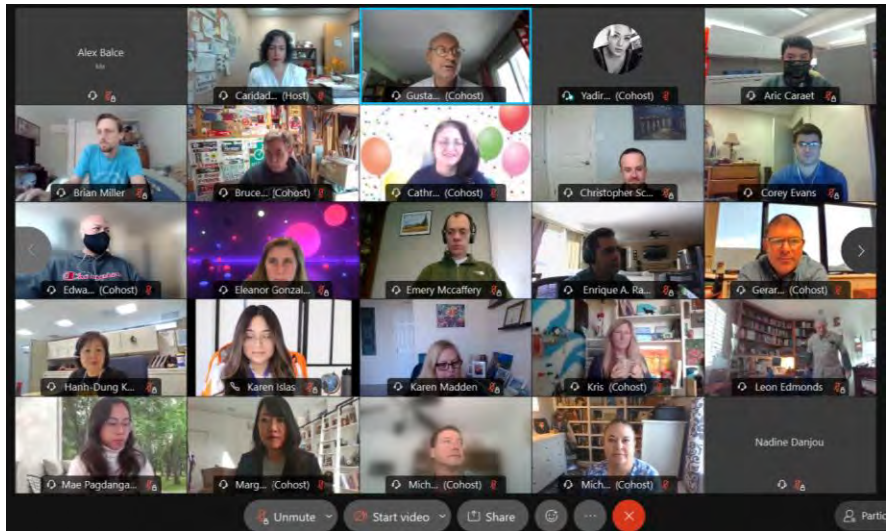 Alex Balce
Me
Caridad... (Host)
Gusta... (Cohost)
Yadir... (Cohost)
Aric Caraet
Brian Miller
Bruce... (Cohost)
Cathr... (Cohost)
Christopher Sc...
Corey Evans
Edwa... (Cohost)
Eleanor Gonzal...
Emery Mccaffery
Enrique A. Ra...
Gerar... (Cohost)
Hanh-Dung K...
Karen Islas
Karen Madden
Kris (Cohost)
Leon Edmonds
Mae Pagdanga...
Marg... (Cohost)
Mich... (Cohost)
Mich... (Cohost)
Nadine Danjou
Unmute
Start video
Share
Partic